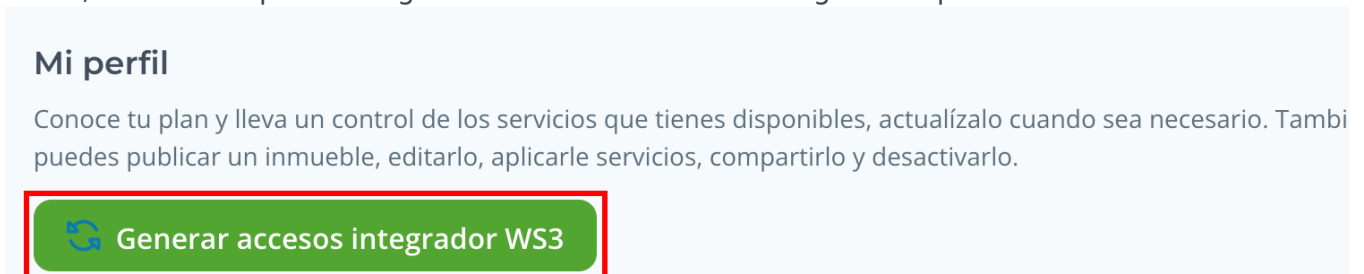 Mi perfil
Conoce tu plan y lleva un control de los servicios que tienes disponibles, actualízalo cuando sea necesario. Tambi
puedes publicar un inmueble, editarlo, aplicarle servicios, compartirlo y desactivarlo.
Generar accesos integrador WS3